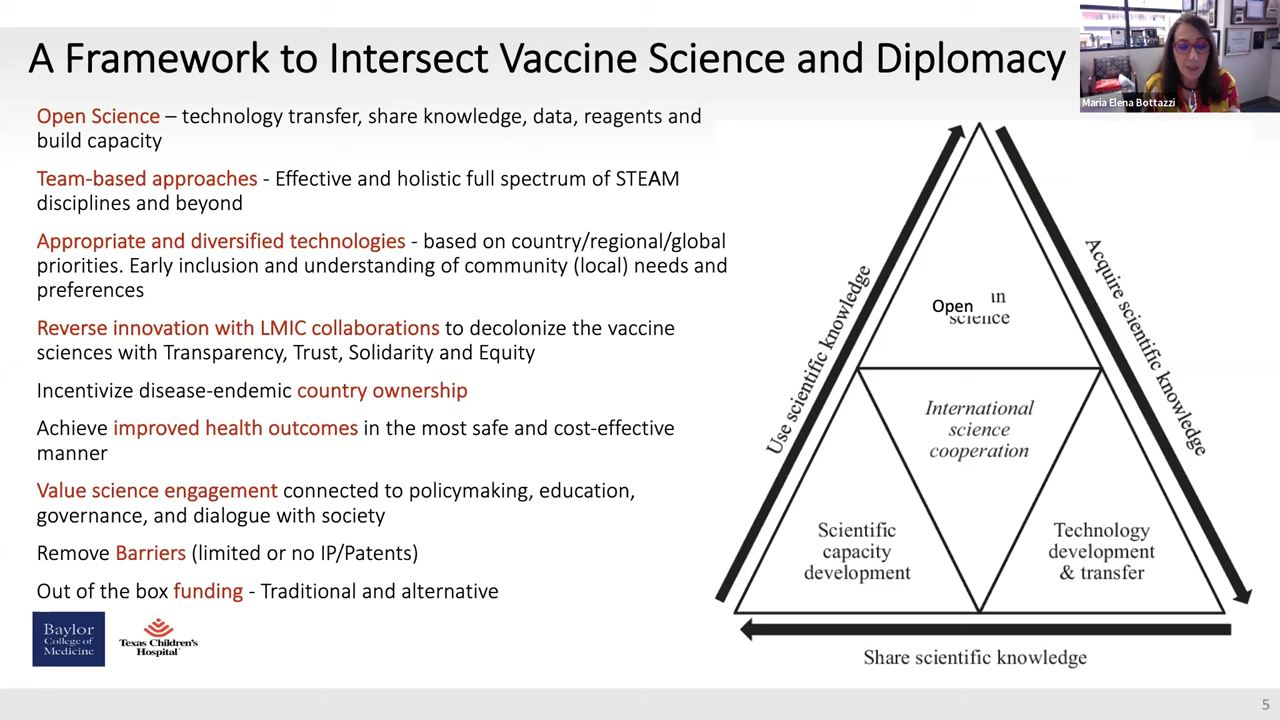 A Framework to Intersect Vaccine Science and Diplomacy
Maria Elena Bottazzi
Open Science – technology transfer, share knowledge, data, reagents and
build capacity
Team-based approaches - Effective and holistic full spectrum of STEAM
disciplines and beyond
Appropriate and diversified technologies - based on country/regional/global
priorities. Early inclusion and understanding of community (local) needs and
preferences
Reverse innovation with LMIC collaborations to decolonize the vaccine
sciences with Transparency, Trust, Solidarity and Equity
Incentivize disease-endemic country ownership
Achieve improved health outcomes in the most safe and cost-effective
manner
Value science engagement connected to policymaking, education,
governance, and dialogue with society
Remove Barriers (limited or no IP/Patents)
Out of the box funding - Traditional and alternative
Baylor
College of
Medicine
Texas Children's
Hospital
Use scientific knowledge
Acquire scientific knowledge
Open
science
International
science
cooperation
Scientific
capacity
development
Technology
development
& transfer
Share scientific knowledge
5